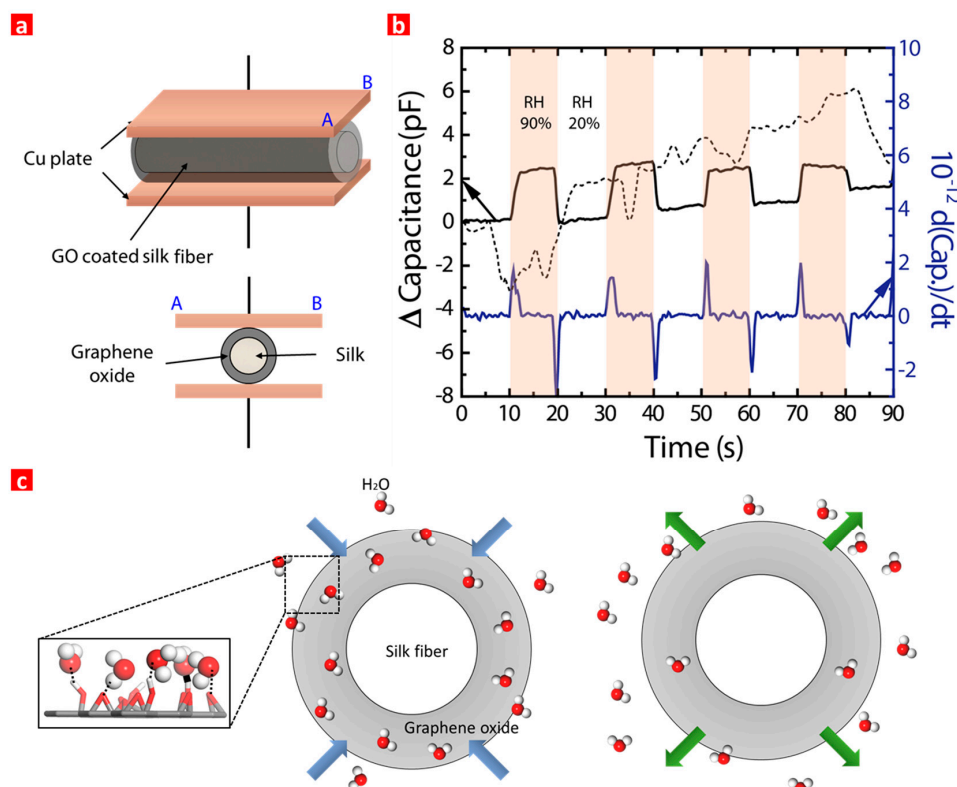 a
B
A
Cu plate
GO coated silk fiber
A
B
Graphene
oxide
Silk
b
8
6
4
2
0
-2
-4
-6
-8
Δ Capacitance(pF)
RH
90%
RH
20%
10
8
6
4
2
0
-2
10⁻¹² d(Cap.)/dt
0 10 20 30 40 50 60 70 80 90
Time (s)
c
H₂O
Silk fiber
Graphene oxide